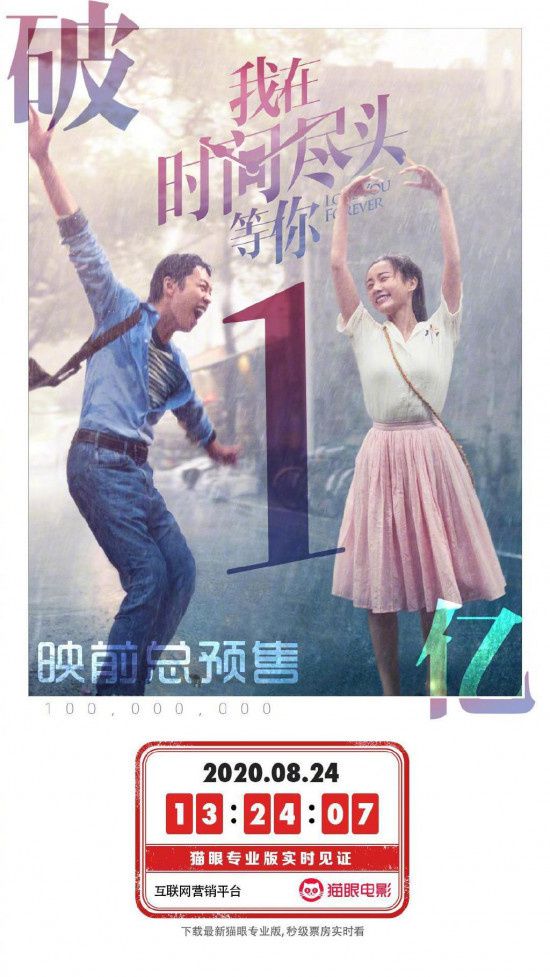 破
我在
时间尽头
等你
LOVE YOU
FOREVER
1
亿
映前总预售
100,000,000
2020.08.24
13:24:07
猫眼专业版实时见证
互联网营销平台
猫眼电影
下载最新猫眼专业版,秒级票房实时看